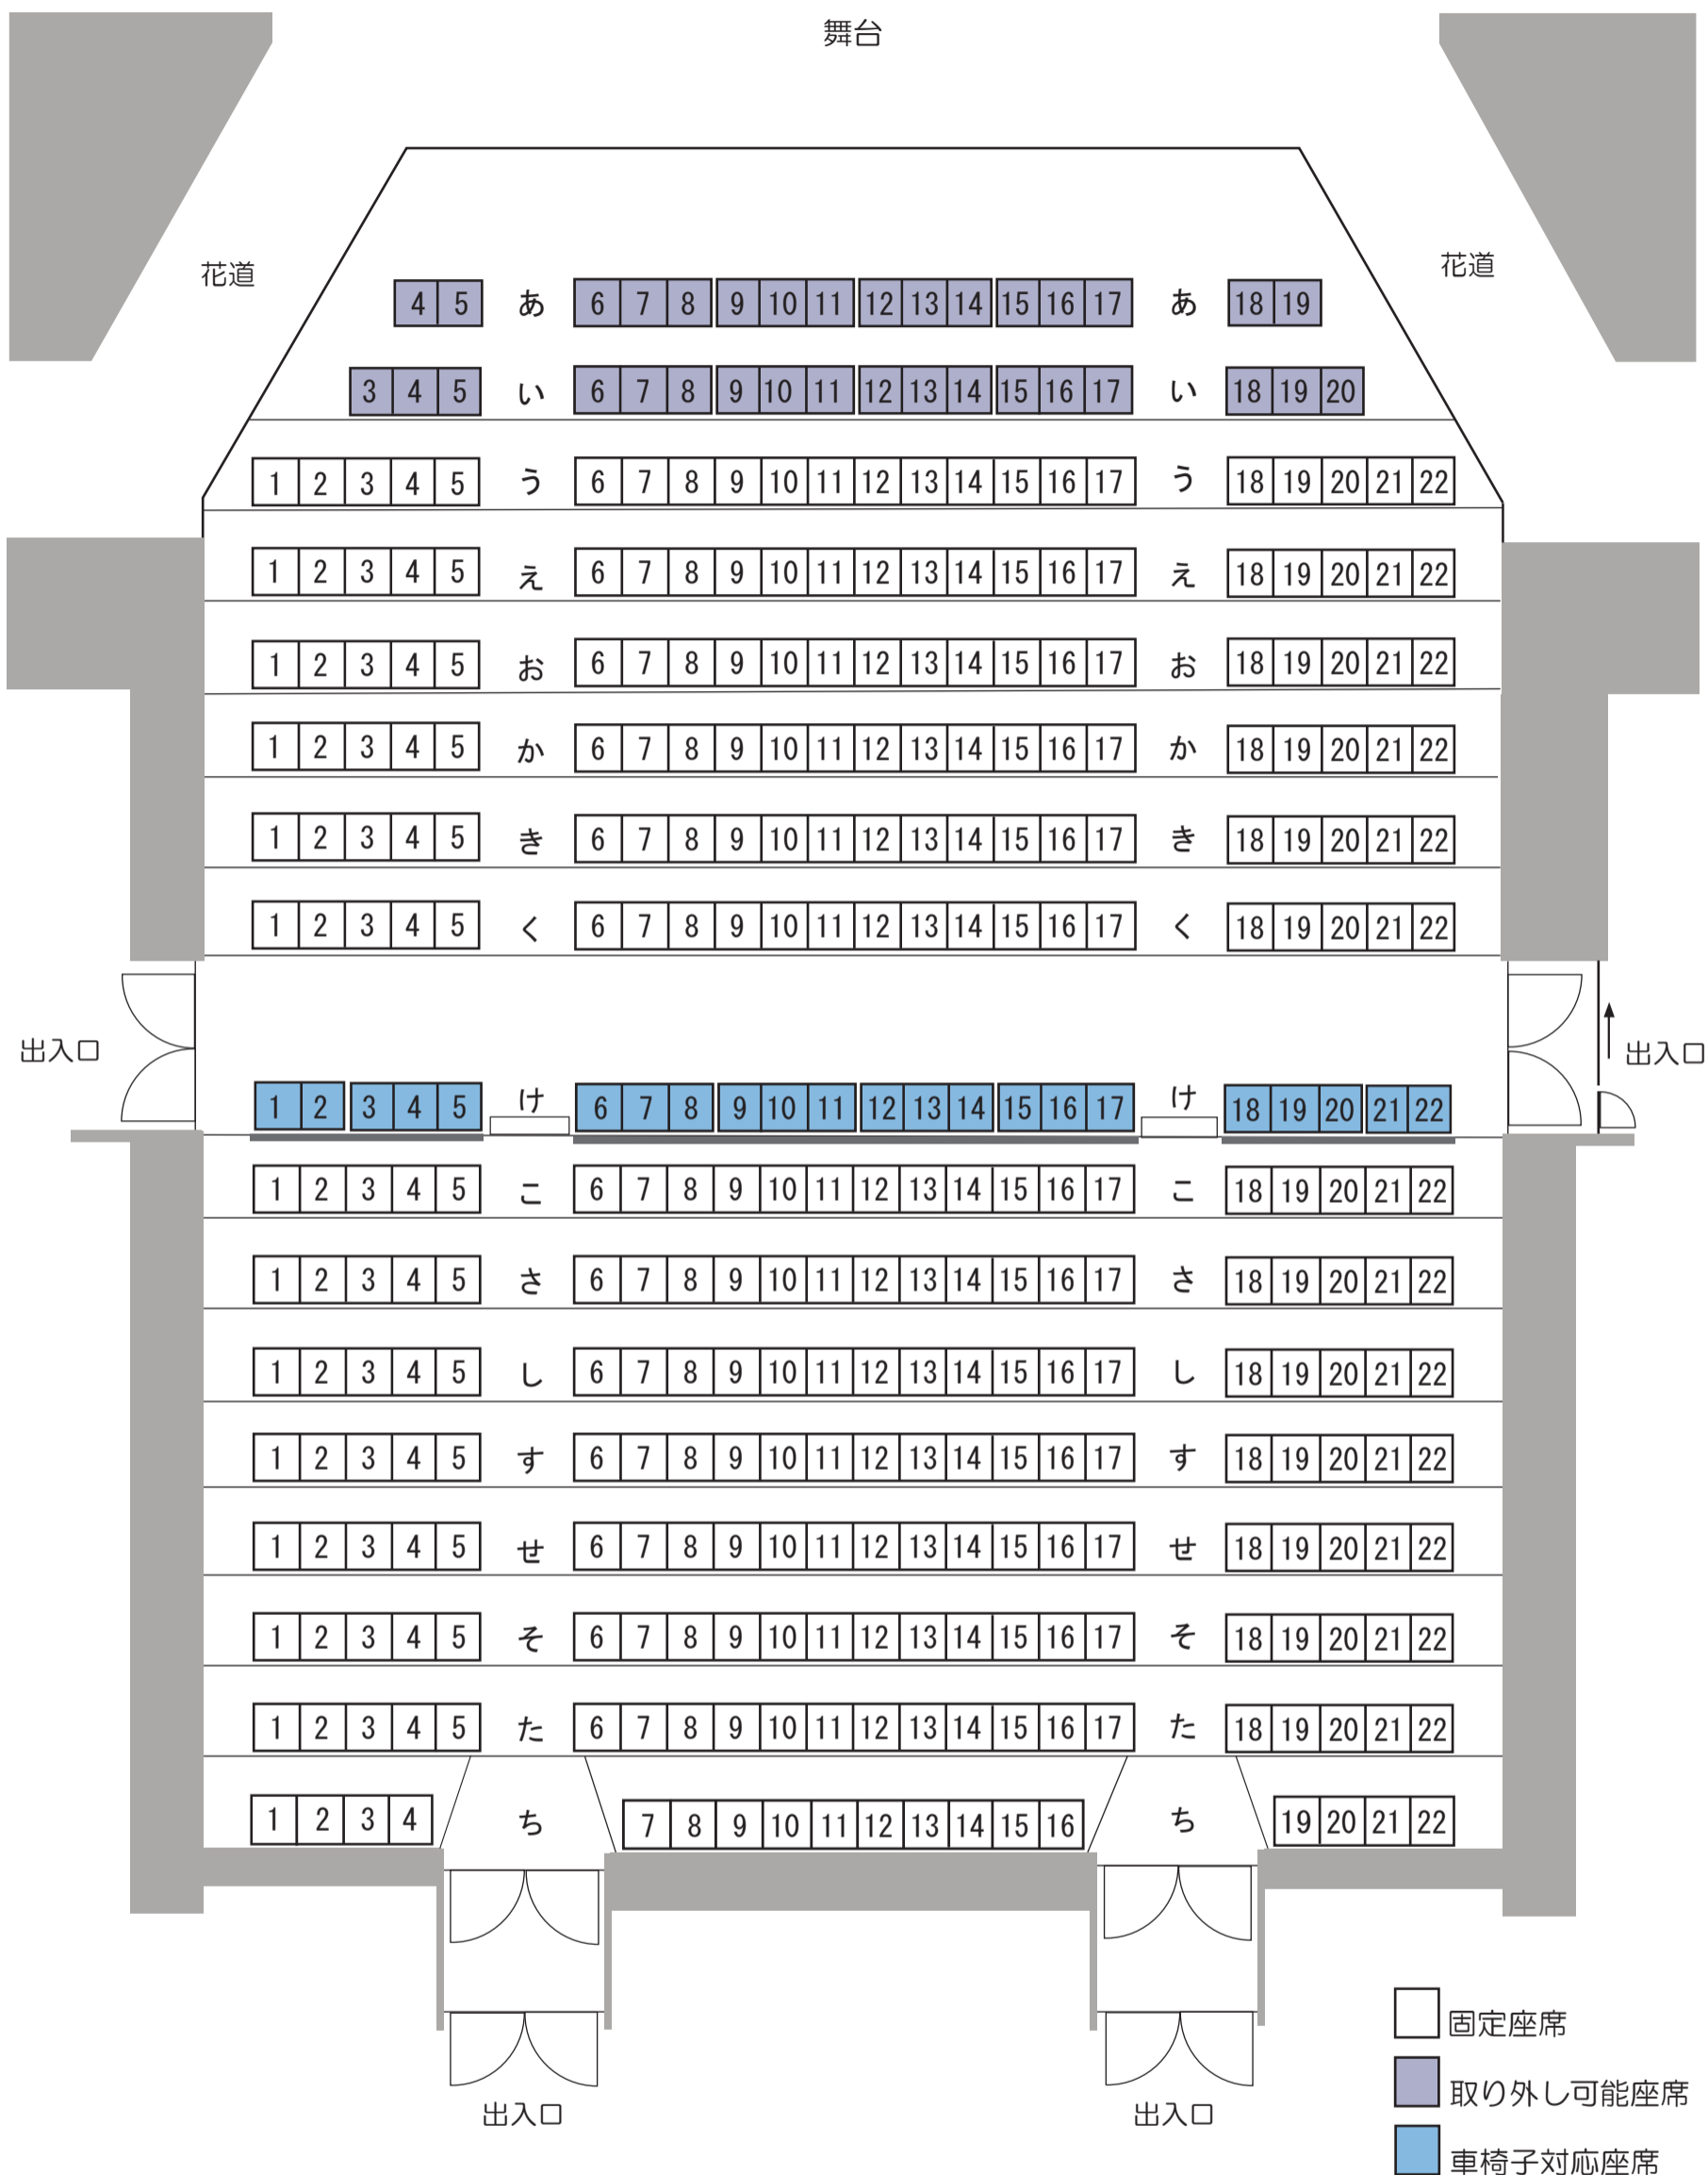 舞台
花道 花道
4 5 あ 6 7 8 9 10 11 12 13 14 15 16 17 あ 18 19
3 4 5 い 6 7 8 9 10 11 12 13 14 15 16 17 い 18 19 20
1 2 3 4 5 う 6 7 8 9 10 11 12 13 14 15 16 17 う 18 19 20 21 22
1 2 3 4 5 え 6 7 8 9 10 11 12 13 14 15 16 17 え 18 19 20 21 22
1 2 3 4 5 お 6 7 8 9 10 11 12 13 14 15 16 17 お 18 19 20 21 22
1 2 3 4 5 か 6 7 8 9 10 11 12 13 14 15 16 17 か 18 19 20 21 22
1 2 3 4 5 き 6 7 8 9 10 11 12 13 14 15 16 17 き 18 19 20 21 22
1 2 3 4 5 く 6 7 8 9 10 11 12 13 14 15 16 17 く 18 19 20 21 22
出入口 出入口
1 2 3 4 5 け 6 7 8 9 10 11 12 13 14 15 16 17 け 18 19 20 21 22
1 2 3 4 5 こ 6 7 8 9 10 11 12 13 14 15 16 17 こ 18 19 20 21 22
1 2 3 4 5 さ 6 7 8 9 10 11 12 13 14 15 16 17 さ 18 19 20 21 22
1 2 3 4 5 し 6 7 8 9 10 11 12 13 14 15 16 17 し 18 19 20 21 22
1 2 3 4 5 す 6 7 8 9 10 11 12 13 14 15 16 17 す 18 19 20 21 22
1 2 3 4 5 せ 6 7 8 9 10 11 12 13 14 15 16 17 せ 18 19 20 21 22
1 2 3 4 5 そ 6 7 8 9 10 11 12 13 14 15 16 17 そ 18 19 20 21 22
1 2 3 4 5 た 6 7 8 9 10 11 12 13 14 15 16 17 た 18 19 20 21 22
1 2 3 4 ち 7 8 9 10 11 12 13 14 15 16 ち 19 20 21 22
出入口 出入口
固定座席
取り外し可能座席
車椅子対応座席